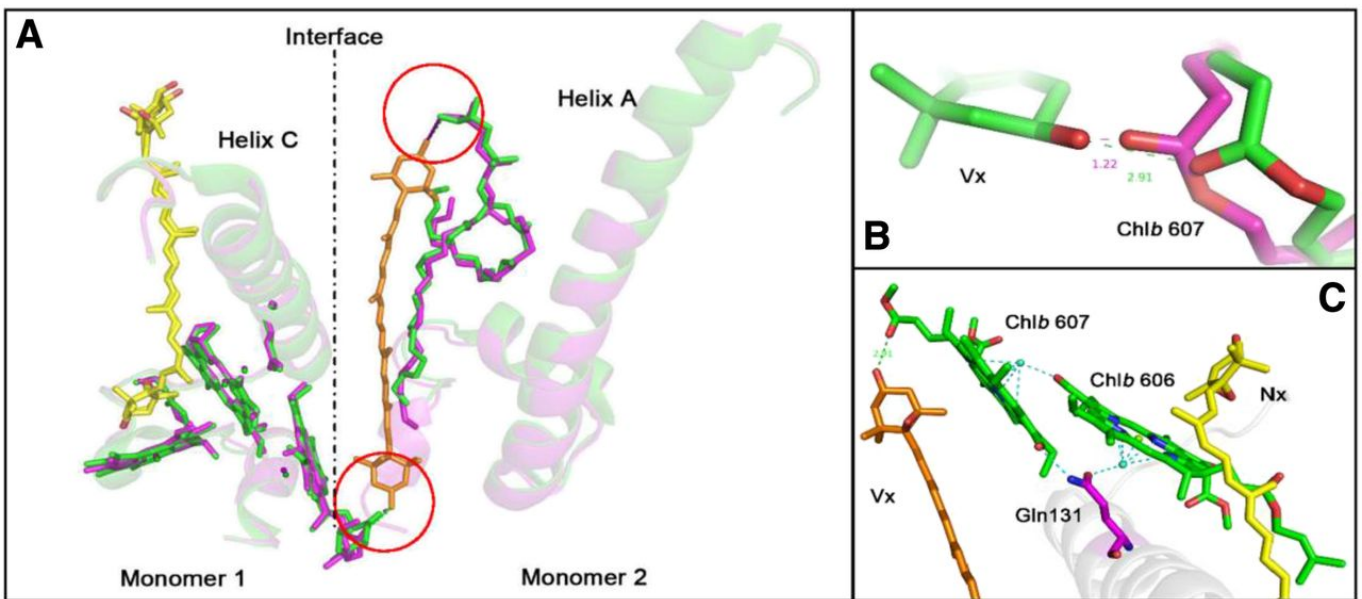 A
Interface
Helix C
Helix A
Monomer 1
Monomer 2
Vx
1.22
2.91
Chlb 607
B
C
Chlb 607
Chlb 606
Nx
Vx
Gln131